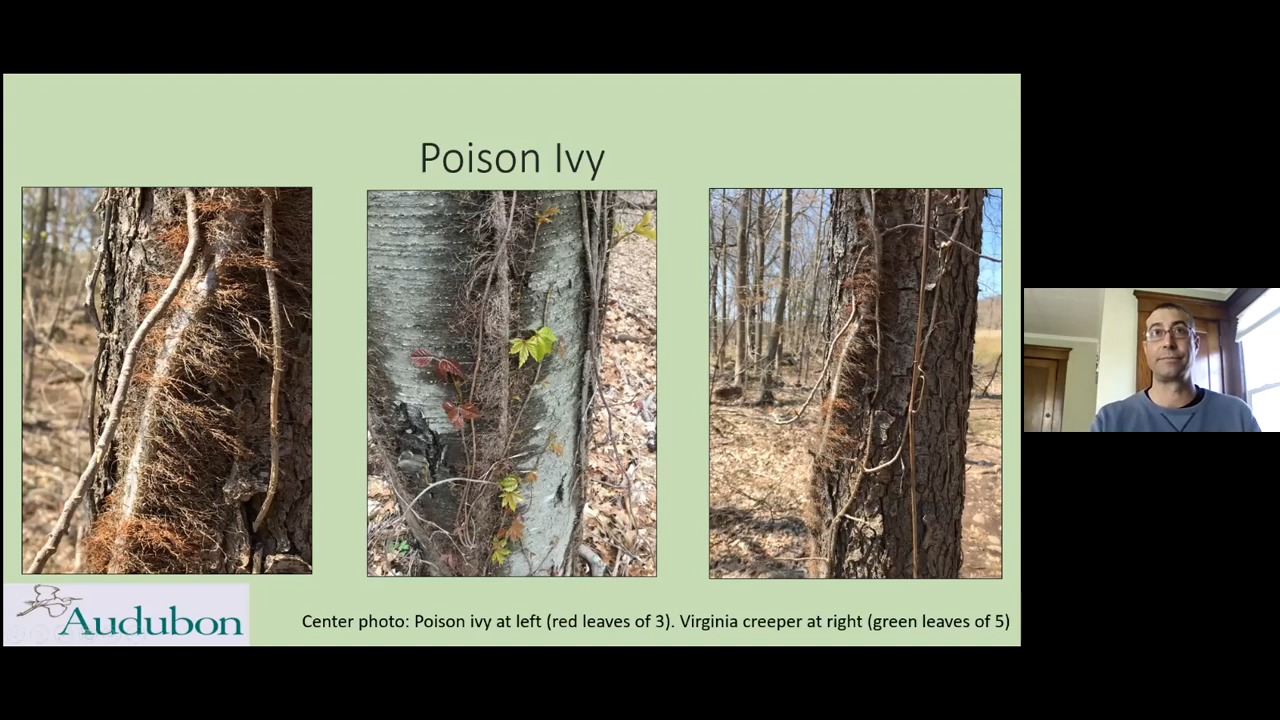 Poison Ivy
Audubon
Center photo: Poison ivy at left (red leaves of 3). Virginia creeper at right (green leaves of 5)